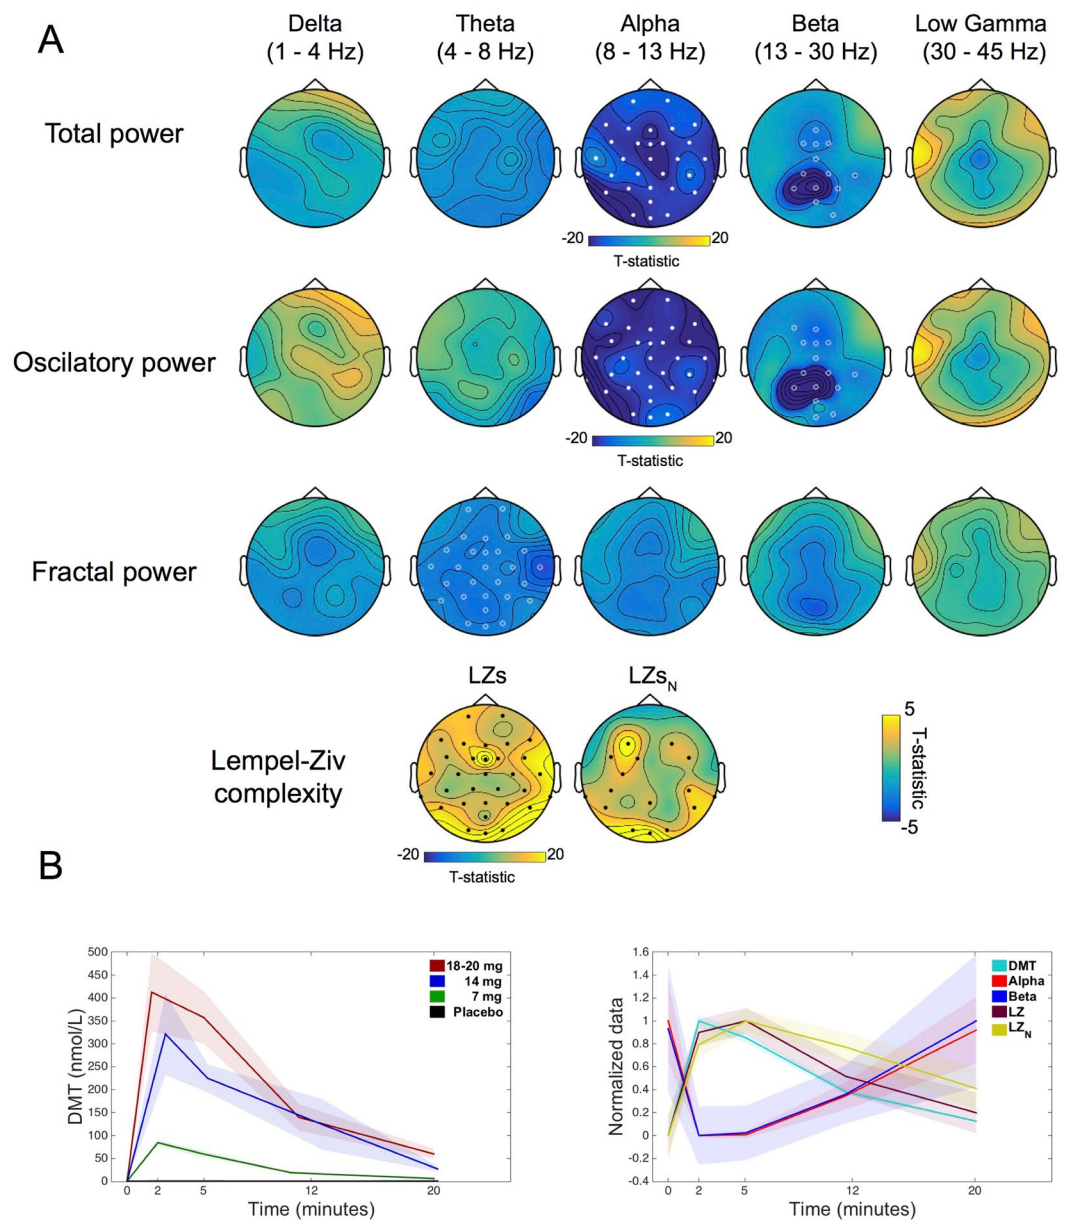 A
Delta
(1 - 4 Hz)
Theta
(4 - 8 Hz)
Alpha
(8 - 13 Hz)
Beta
(13 - 30 Hz)
Low Gamma
(30 - 45 Hz)
Total power
-20
20
T-statistic
Oscilatory power
-20
20
T-statistic
Fractal power
LZs
LZsN
Lempel-Ziv
complexity
-20
20
T-statistic
5
T-statistic
-5
B
500
450
400
350
300
250
200
150
100
50
0
DMT (nmol/L)
18-20 mg
14 mg
7 mg
Placebo
0 2 5 12 20
Time (minutes)
1.6
1.4
1.2
1
0.8
0.6
0.4
0.2
0
-0.2
-0.4
Normalized data
DMT
Alpha
Beta
LZ
LZN
0 2 5 12 20
Time (minutes)